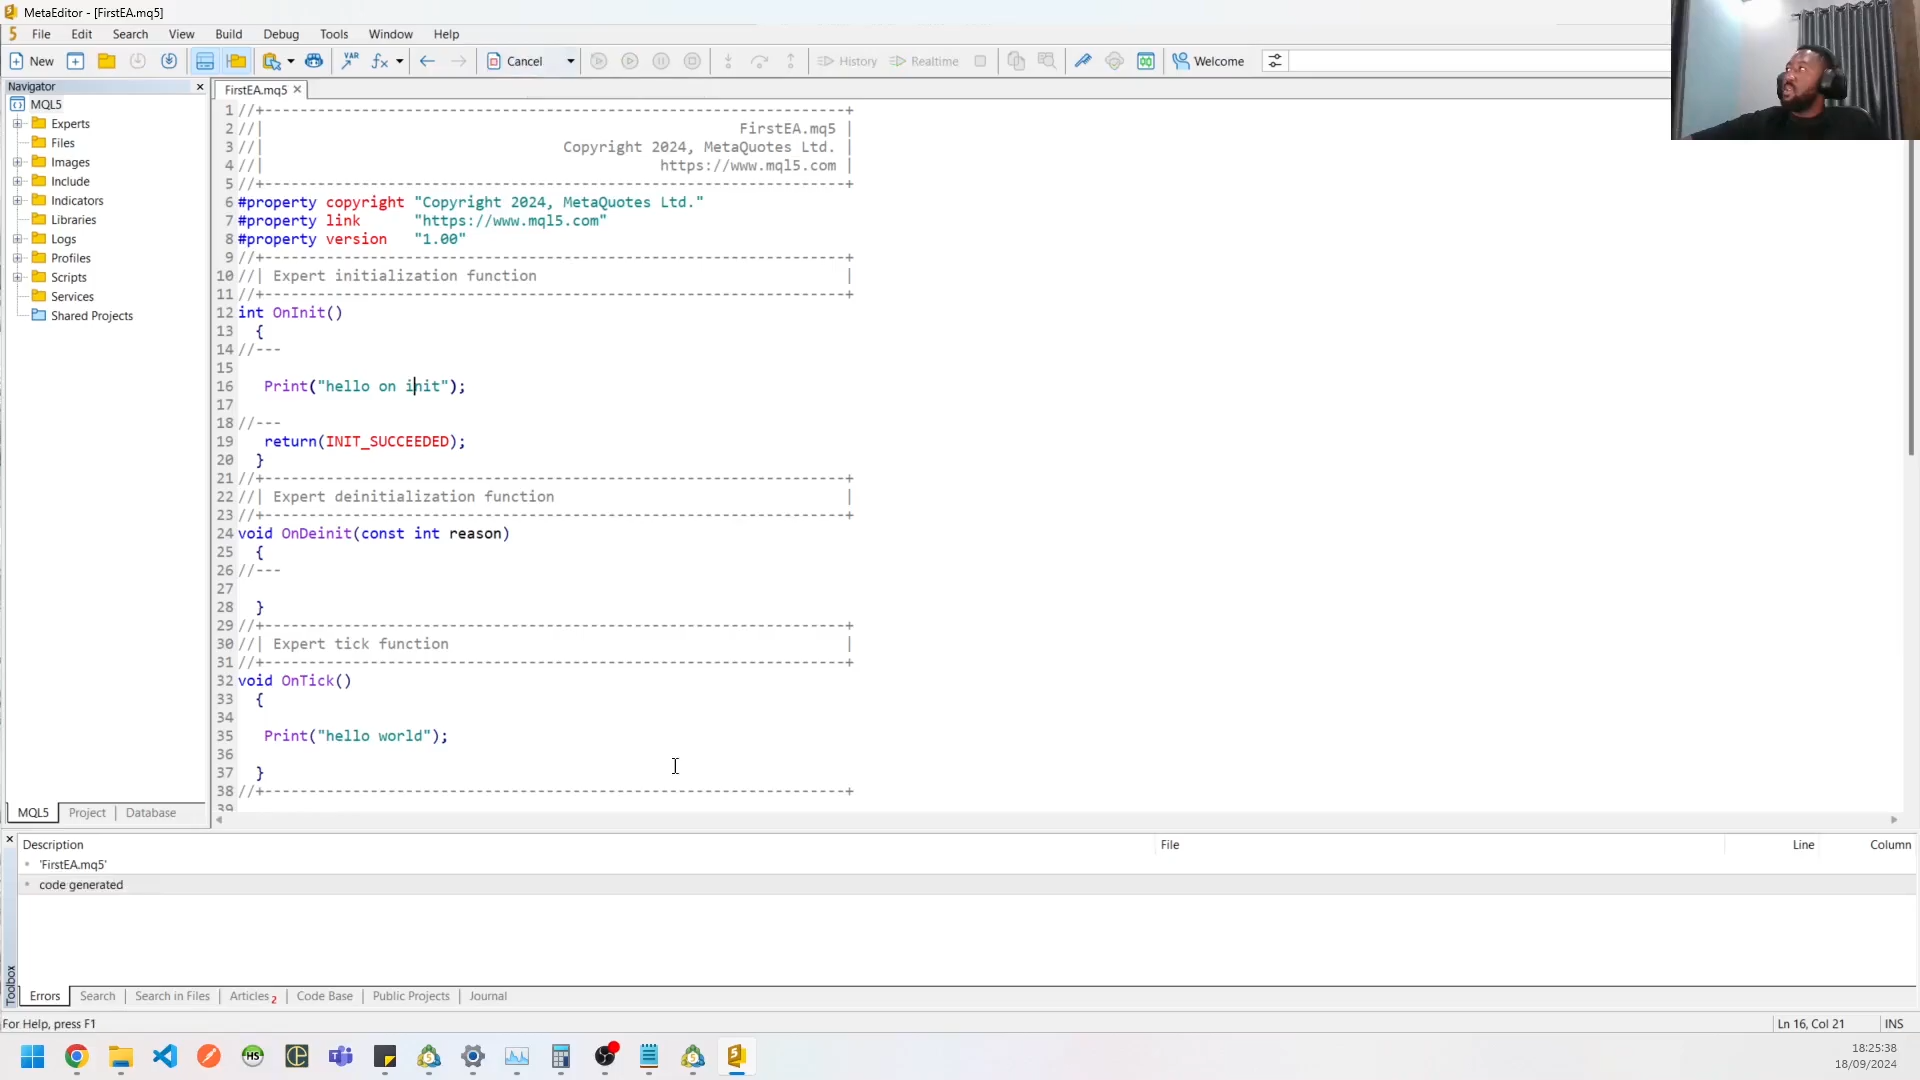 MetaEditor - [FirstEA.mq5]
File Edit Search View Build Debug Tools Window Help
New VAR Cancel History Realtime Welcome
Navigator
MQL5
Experts
Files
Images
Include
Indicators
Libraries
Logs
Profiles
Scripts
Services
Shared Projects
MQL5 Project Database
FirstEA.mq5
1 //+------------------------------------------------------------------+
2 //| FirstEA.mq5 |
3 //| Copyright 2024, MetaQuotes Ltd. |
4 //| https://www.mql5.com |
5 //+------------------------------------------------------------------+
6 #property copyright "Copyright 2024, MetaQuotes Ltd."
7 #property link "https://www.mql5.com"
8 #property version "1.00"
9 //+------------------------------------------------------------------+
10 //| Expert initialization function |
11 //+------------------------------------------------------------------+
12 int OnInit()
13 {
14 //---
15
16 Print("hello on init");
17
18 //---
19 return(INIT_SUCCEEDED);
20 }
21 //+------------------------------------------------------------------+
22 //| Expert deinitialization function |
23 //+------------------------------------------------------------------+
24 void OnDeinit(const int reason)
25 {
26 //---
27
28 }
29 //+------------------------------------------------------------------+
30 //| Expert tick function |
31 //+------------------------------------------------------------------+
32 void OnTick()
33 {
34
35 Print("hello world");
36
37 }
38 //+------------------------------------------------------------------+
39
Description File Line Column
'FirstEA.mq5'
code generated
Toolbox
Errors Search Search in Files Articles 2 Code Base Public Projects Journal
For Help, press F1 Ln 16, Col 21 INS
HS
18:25:38
18/09/2024